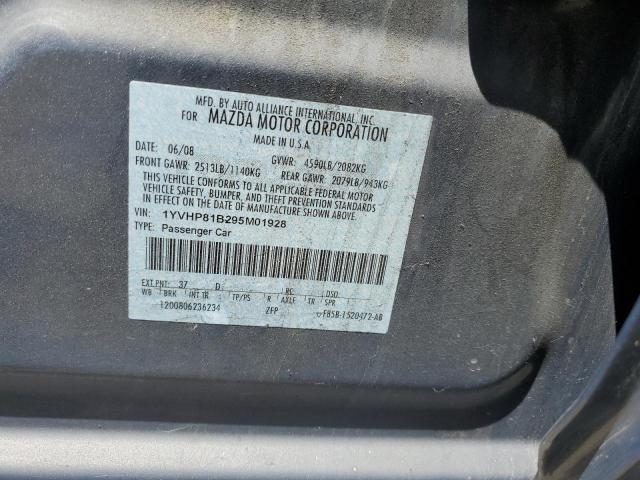 MFD. BY AUTO ALLIANCE INTERNATIONAL, INC.
FOR MAZDA MOTOR CORPORATION
MADE IN U.S.A.
DATE: 06/08 GVWR: 4590LB/2082KG
FRONT GAWR: 2513LB/1140KG REAR GAWR: 2079LB/943KG
THIS VEHICLE CONFORMS TO ALL APPLICABLE FEDERAL MOTOR
VEHICLE SAFETY, BUMPER, AND THEFT PREVENTION STANDARDS
IN EFFECT ON THE DATE OF MANUFACTURE SHOWN ABOVE.
VIN: 1YVHP81B295M01928
TYPE: Passenger Car
EXT.PNT: 37 D RC: DSO:
WB BRK INT TR TP/PS R AXLE TR SPR
1200806236234 ZFP F85B-1520472-AB